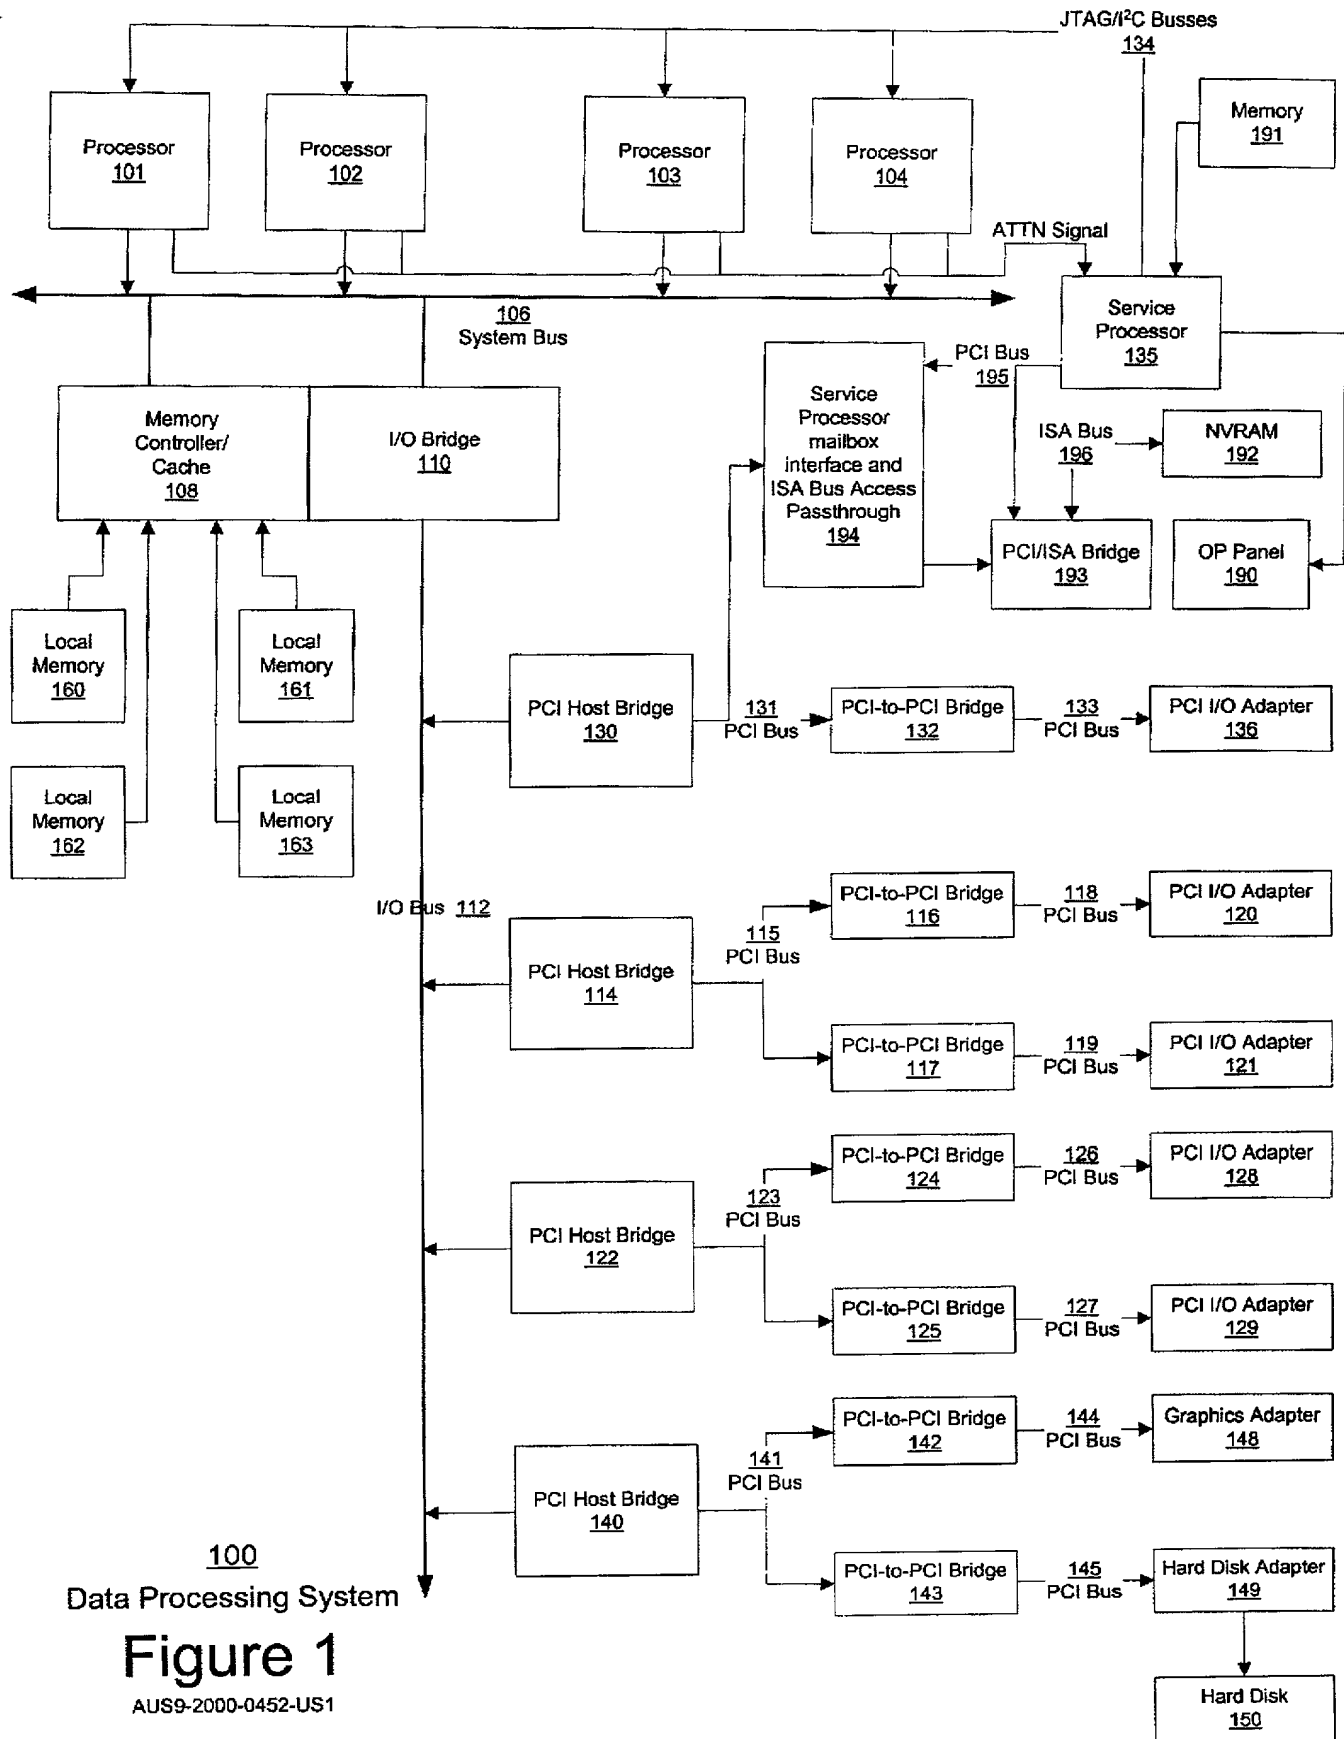 JTAG/I²C Busses
134
Processor
101
Processor
102
Processor
103
Processor
104
Memory
191
ATTN Signal
106
System Bus
Service
Processor
135
PCI Bus
195
Memory
Controller/
Cache
108
I/O Bridge
110
Service
Processor
mailbox
interface and
ISA Bus Access
Passthrough
194
ISA Bus
196
NVRAM
192
PCI/ISA Bridge
193
OP Panel
190
Local
Memory
160
Local
Memory
161
Local
Memory
162
Local
Memory
163
PCI Host Bridge
130
131
PCI Bus
PCI-to-PCI Bridge
132
133
PCI Bus
PCI I/O Adapter
136
I/O Bus 112
PCI Host Bridge
114
115
PCI Bus
PCI-to-PCI Bridge
116
118
PCI Bus
PCI I/O Adapter
120
PCI-to-PCI Bridge
117
119
PCI Bus
PCI I/O Adapter
121
PCI Host Bridge
122
123
PCI Bus
PCI-to-PCI Bridge
124
126
PCI Bus
PCI I/O Adapter
128
PCI-to-PCI Bridge
125
127
PCI Bus
PCI I/O Adapter
129
PCI Host Bridge
140
141
PCI Bus
PCI-to-PCI Bridge
142
144
PCI Bus
Graphics Adapter
148
PCI-to-PCI Bridge
143
145
PCI Bus
Hard Disk Adapter
149
Hard Disk
150
100
Data Processing System
Figure 1
AUS9-2000-0452-US1